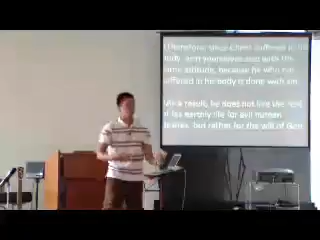 Therefore, since Christ suffered in his
body, arm yourselves also with the
same attitude, because he who has
suffered in his body is done with sin.
As a result, he does not live the rest
of his earthly life for evil human
desires, but rather for the will of God.